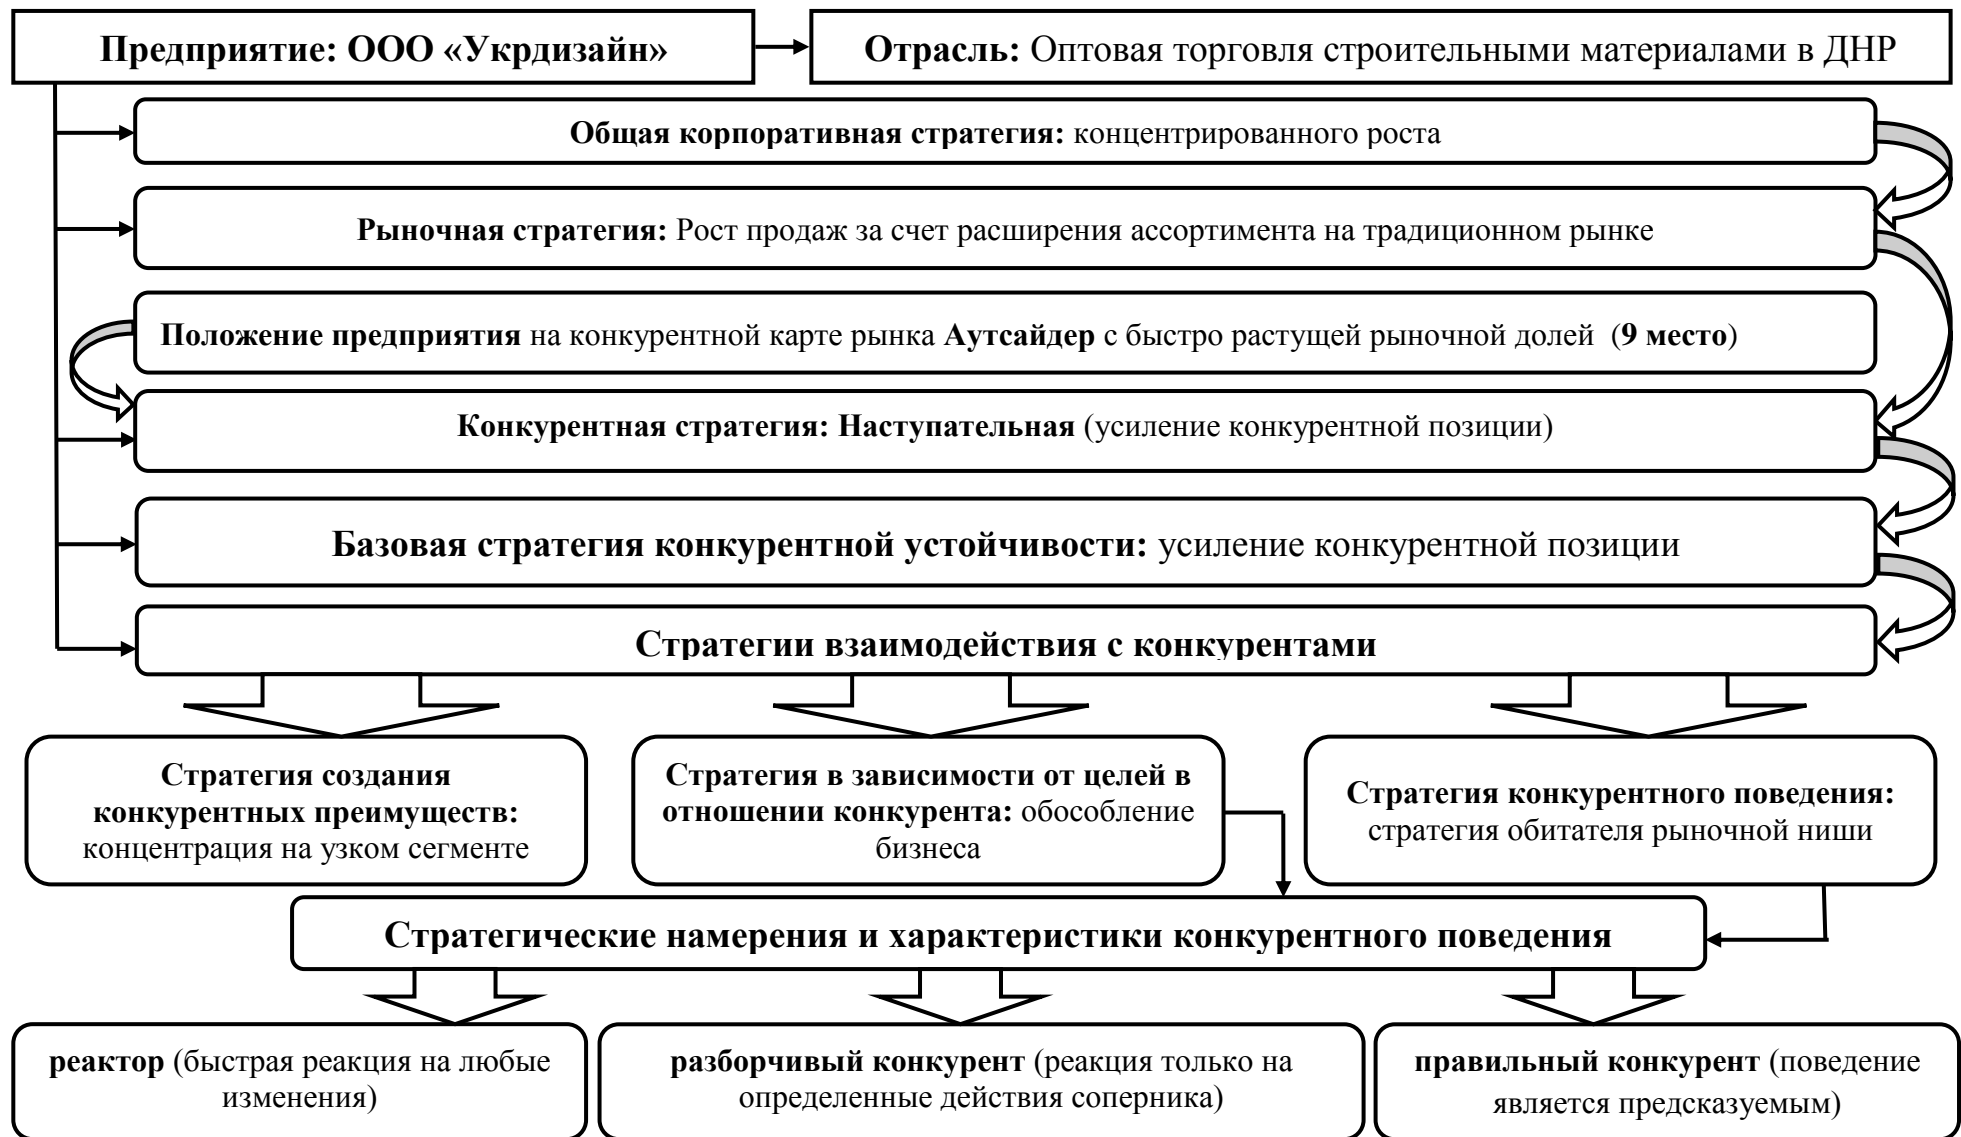 Предприятие: ООО «Укрдизайн»
Отрасль: Оптовая торговля строительными материалами в ДНР
Общая корпоративная стратегия: концентрированного роста
Рыночная стратегия: Рост продаж за счет расширения ассортимента на традиционном рынке
Положение предприятия на конкурентной карте рынка Аутсайдер с быстро растущей рыночной долей (9 место)
Конкурентная стратегия: Наступательная (усиление конкурентной позиции)
Базовая стратегия конкурентной устойчивости: усиление конкурентной позиции
Стратегии взаимодействия с конкурентами
Стратегия создания
конкурентных преимуществ:
концентрация на узком сегменте
Стратегия в зависимости от целей в
отношении конкурента: обособление
бизнеса
Стратегия конкурентного поведения:
стратегия обитателя рыночной ниши
Стратегические намерения и характеристики конкурентного поведения
реактор (быстрая реакция на любые
изменения)
разборчивый конкурент (реакция только на
определенные действия соперника)
правильный конкурент (поведение
является предсказуемым)